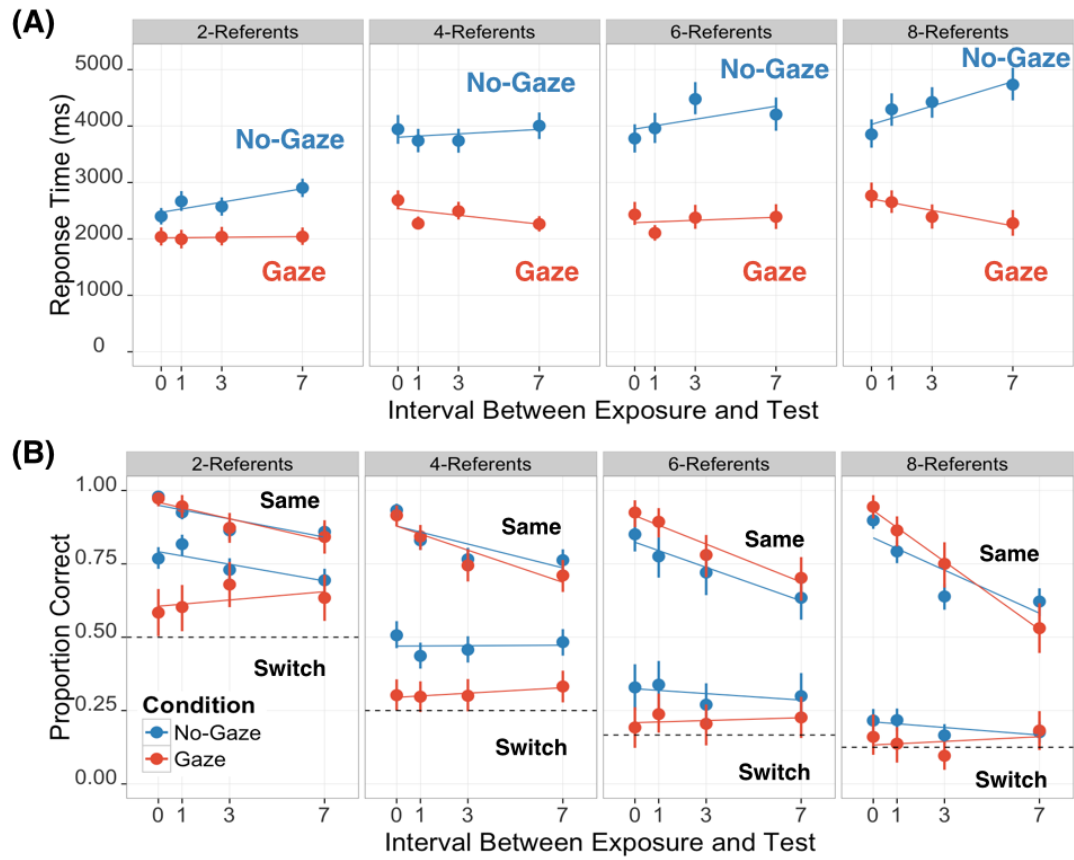 (A)
2-Referents 4-Referents 6-Referents 8-Referents
Reponse Time (ms)
5000
4000
3000
2000
1000
0
No-Gaze
Gaze
No-Gaze
Gaze
No-Gaze
Gaze
No-Gaze
Gaze
0 1 3 7 0 1 3 7 0 1 3 7 0 1 3 7
Interval Between Exposure and Test
(B)
2-Referents 4-Referents 6-Referents 8-Referents
Proportion Correct
1.00
0.75
0.50
0.25
0.00
Same
Switch
Condition
No-Gaze
Gaze
Same
Switch
Same
Switch
Same
Switch
0 1 3 7 0 1 3 7 0 1 3 7 0 1 3 7
Interval Between Exposure and Test